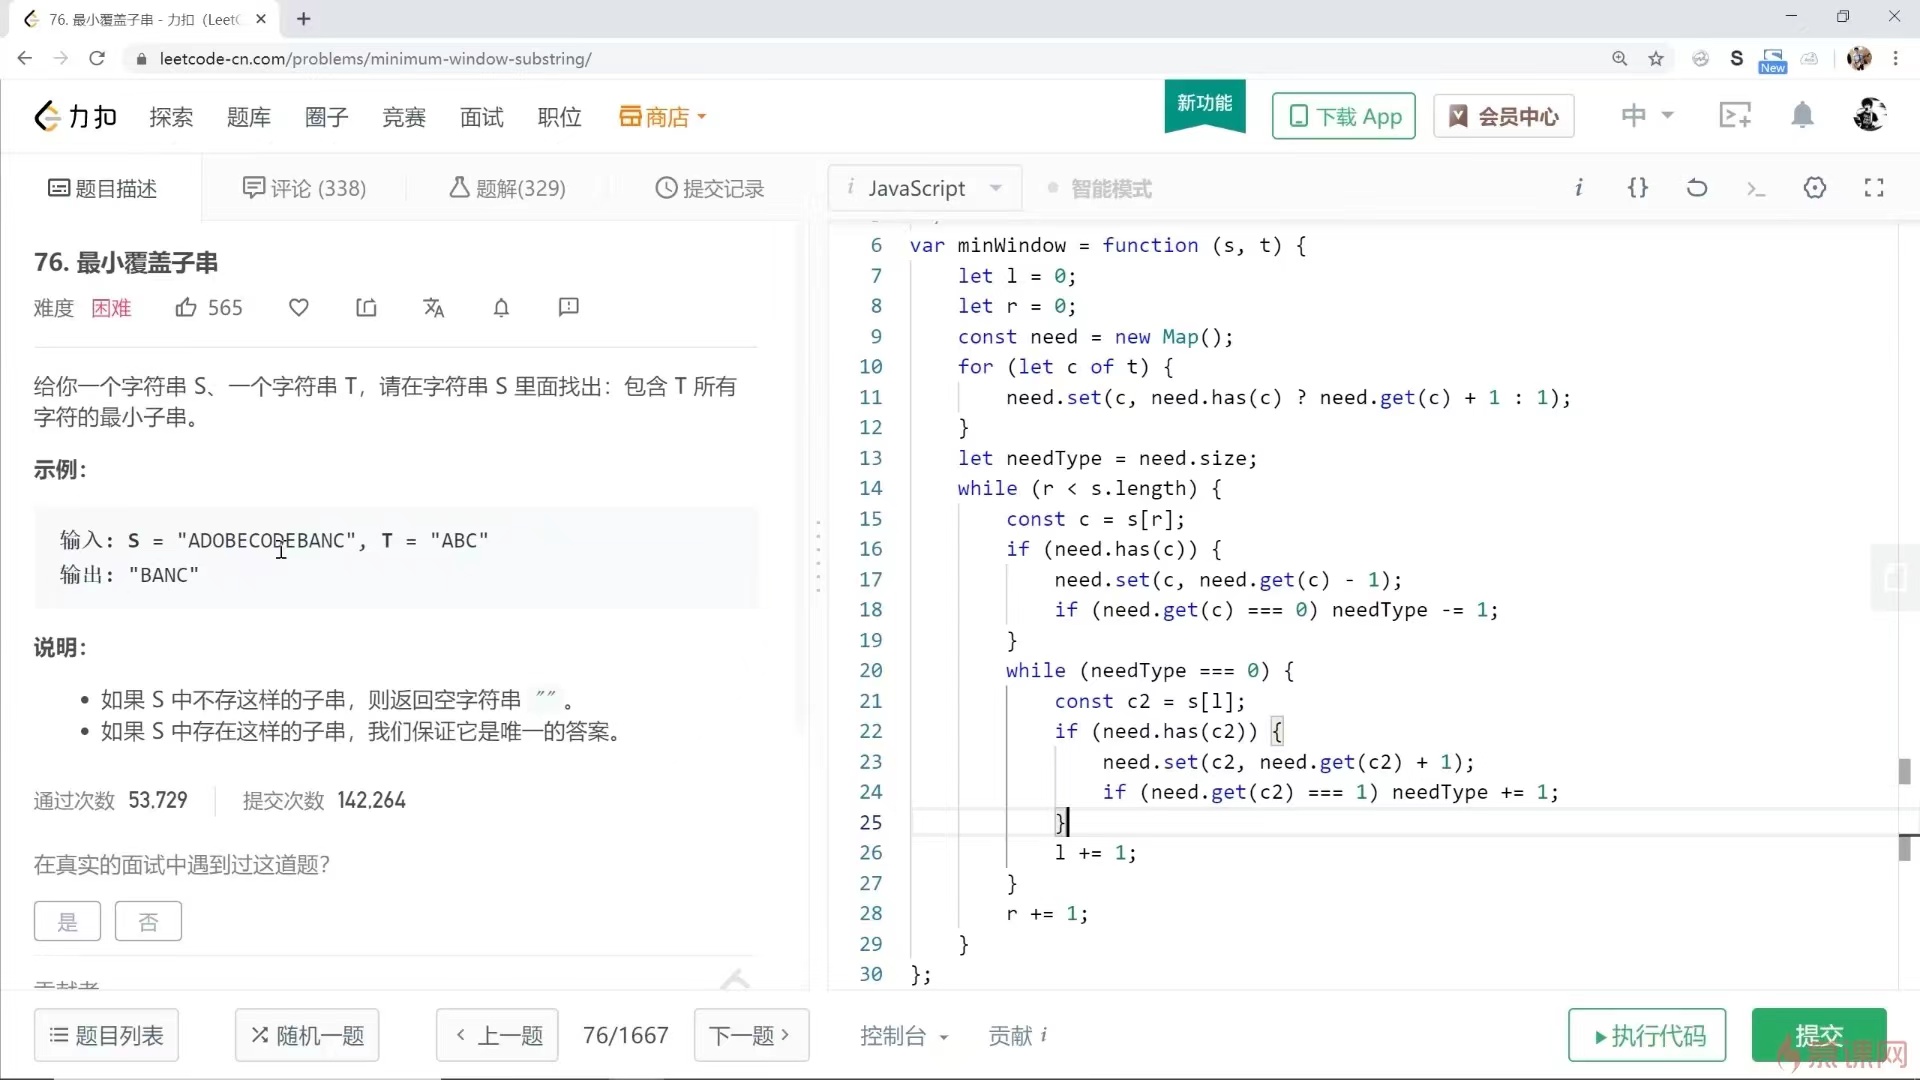 76. 最小覆盖子串 - 力扣（LeetC
leetcode-cn.com/problems/minimum-window-substring/
S
New
力扣 探索 题库 圈子 竞赛 面试 职位 商店
新功能
下载 App
会员中心
中
题目描述 评论 (338) 题解(329) 提交记录
i JavaScript 智能模式 i {} >_
76. 最小覆盖子串
难度 困难 565
给你一个字符串 S、一个字符串 T，请在字符串 S 里面找出：包含 T 所有
字符的最小子串。
示例：
输入: S = "ADOBECODEBANC", T = "ABC"
输出: "BANC"
说明：
• 如果 S 中不存这样的子串，则返回空字符串 ""。
• 如果 S 中存在这样的子串，我们保证它是唯一的答案。
通过次数 53,729 提交次数 142,264
在真实的面试中遇到过这道题？
是 否
贡献者
6 var minWindow = function (s, t) {
7 let l = 0;
8 let r = 0;
9 const need = new Map();
10 for (let c of t) {
11 need.set(c, need.has(c) ? need.get(c) + 1 : 1);
12 }
13 let needType = need.size;
14 while (r < s.length) {
15 const c = s[r];
16 if (need.has(c)) {
17 need.set(c, need.get(c) - 1);
18 if (need.get(c) === 0) needType -= 1;
19 }
20 while (needType === 0) {
21 const c2 = s[l];
22 if (need.has(c2)) {
23 need.set(c2, need.get(c2) + 1);
24 if (need.get(c2) === 1) needType += 1;
25 }
26 l += 1;
27 }
28 r += 1;
29 }
30 };
题目列表 随机一题 上一题 76/1667 下一题 控制台 贡献 i 执行代码 提交
慕课网